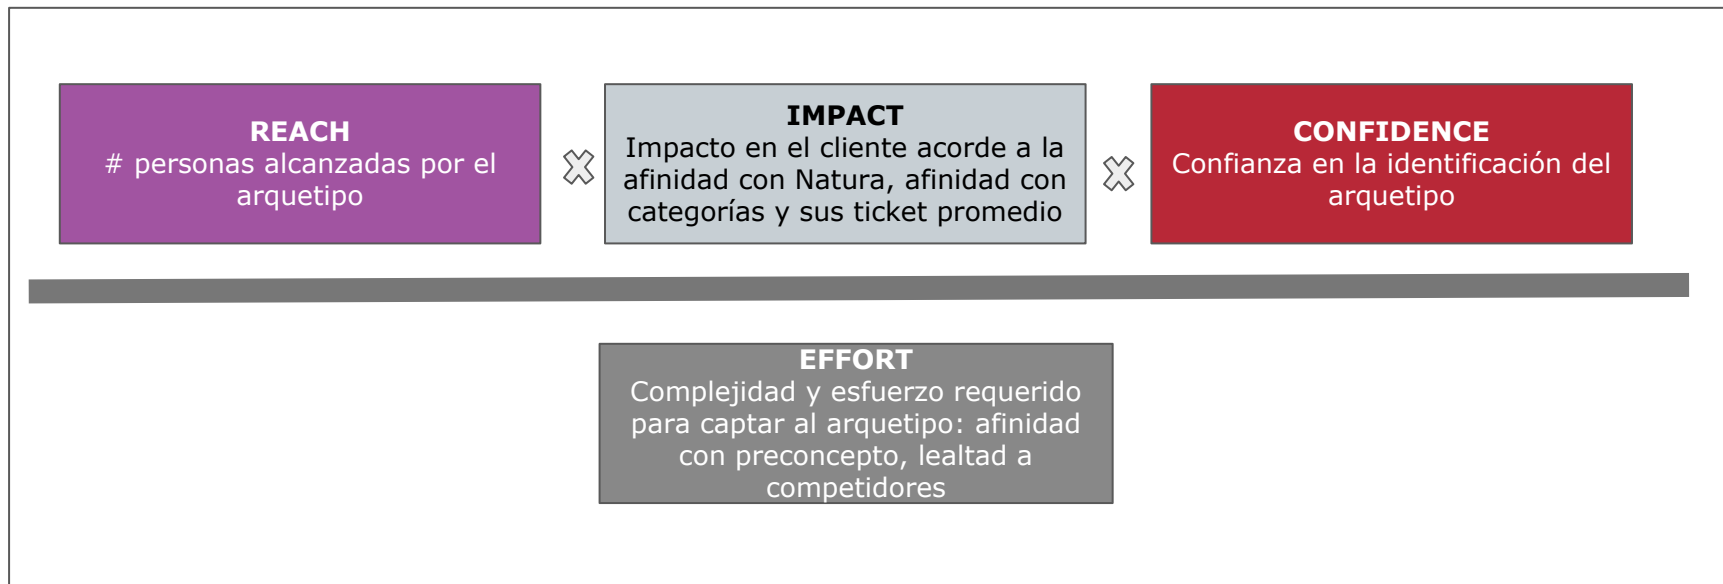 REACH
# personas alcanzadas por el
arquetipo
IMPACT
Impacto en el cliente acorde a la
afinidad con Natura, afinidad con
categorías y sus ticket promedio
CONFIDENCE
Confianza en la identificación del
arquetipo
EFFORT
Complejidad y esfuerzo requerido
para captar al arquetipo: afinidad
con preconcepto, lealtad a
competidores